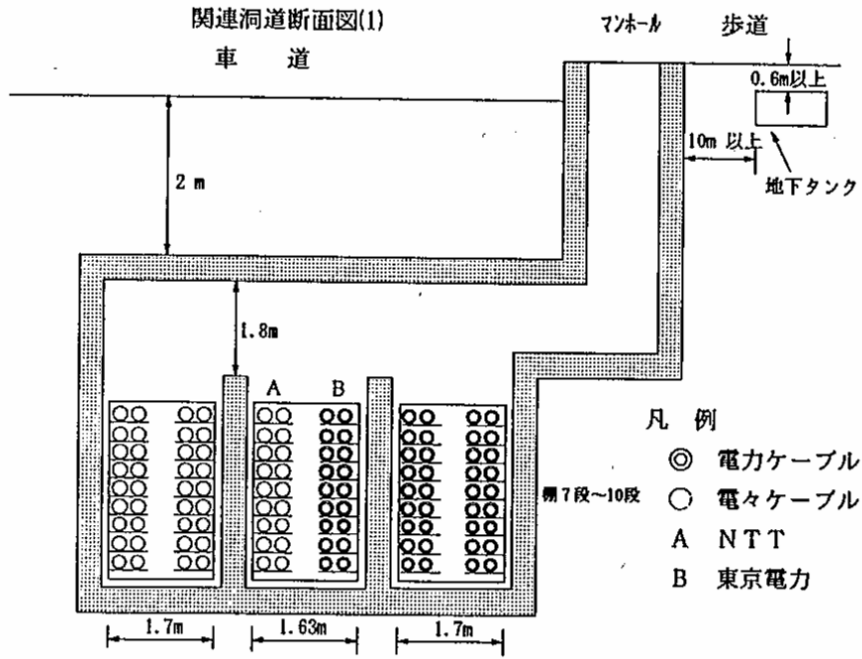 関連洞道断面図(1)
車 道
マンホール
歩道
0.6m以上
10m 以上
地下タンク
2 m
1.8m
A
B
棚7段～10段
凡 例
◎ 電力ケーブル
○ 電々ケーブル
A NTT
B 東京電力
1.7m
1.63m
1.7m